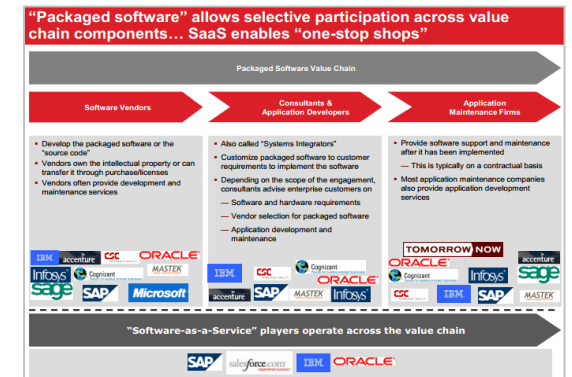 “Packaged software” allows selective participation across value
chain components… SaaS enables “one-stop shops”
Packaged Software Value Chain
Software Vendors
▪ Develop the packaged software or the
“source code”
▪ Vendors own the intellectual property or can
transfer it through purchase/licenses
▪ Vendors often provide development and
maintenance services
IBM accenture CSC ORACLE
Infosys Cognizant MASTEK
sage SAP Microsoft
Consultants &
Application Developers
▪ Also called “Systems Integrators”
▪ Customize packaged software to customer
requirements to implement the software
▪ Depending on the scope of the engagement,
consultants advise enterprise customers on
— Software and hardware requirements
— Vendor selection for packaged software
— Application development and
maintenance
IBM CSC Cognizant
ORACLE
accenture SAP MASTEK Infosys
Application
Maintenance Firms
▪ Provide software support and maintenance
after it has been implemented
— This is typically on a contractual basis
▪ Most application maintenance companies
also provide application development
services
TOMORROW NOW
ORACLE accenture
Cognizant Infosys sage
CSC IBM SAP MASTEK
“Software-as-a-Service” players operate across the value chain
SAP salesforce.com IBM ORACLE